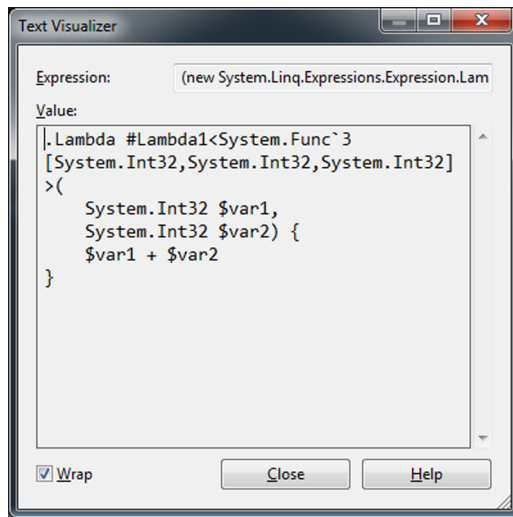 Text Visualizer
Expression:
(new System.Linq.Expressions.Expression.Lam
Value:
.Lambda #Lambda1<System.Func`3
[System.Int32,System.Int32,System.Int32]
>(
    System.Int32 $var1,
    System.Int32 $var2) {
    $var1 + $var2
}
Wrap
Close
Help